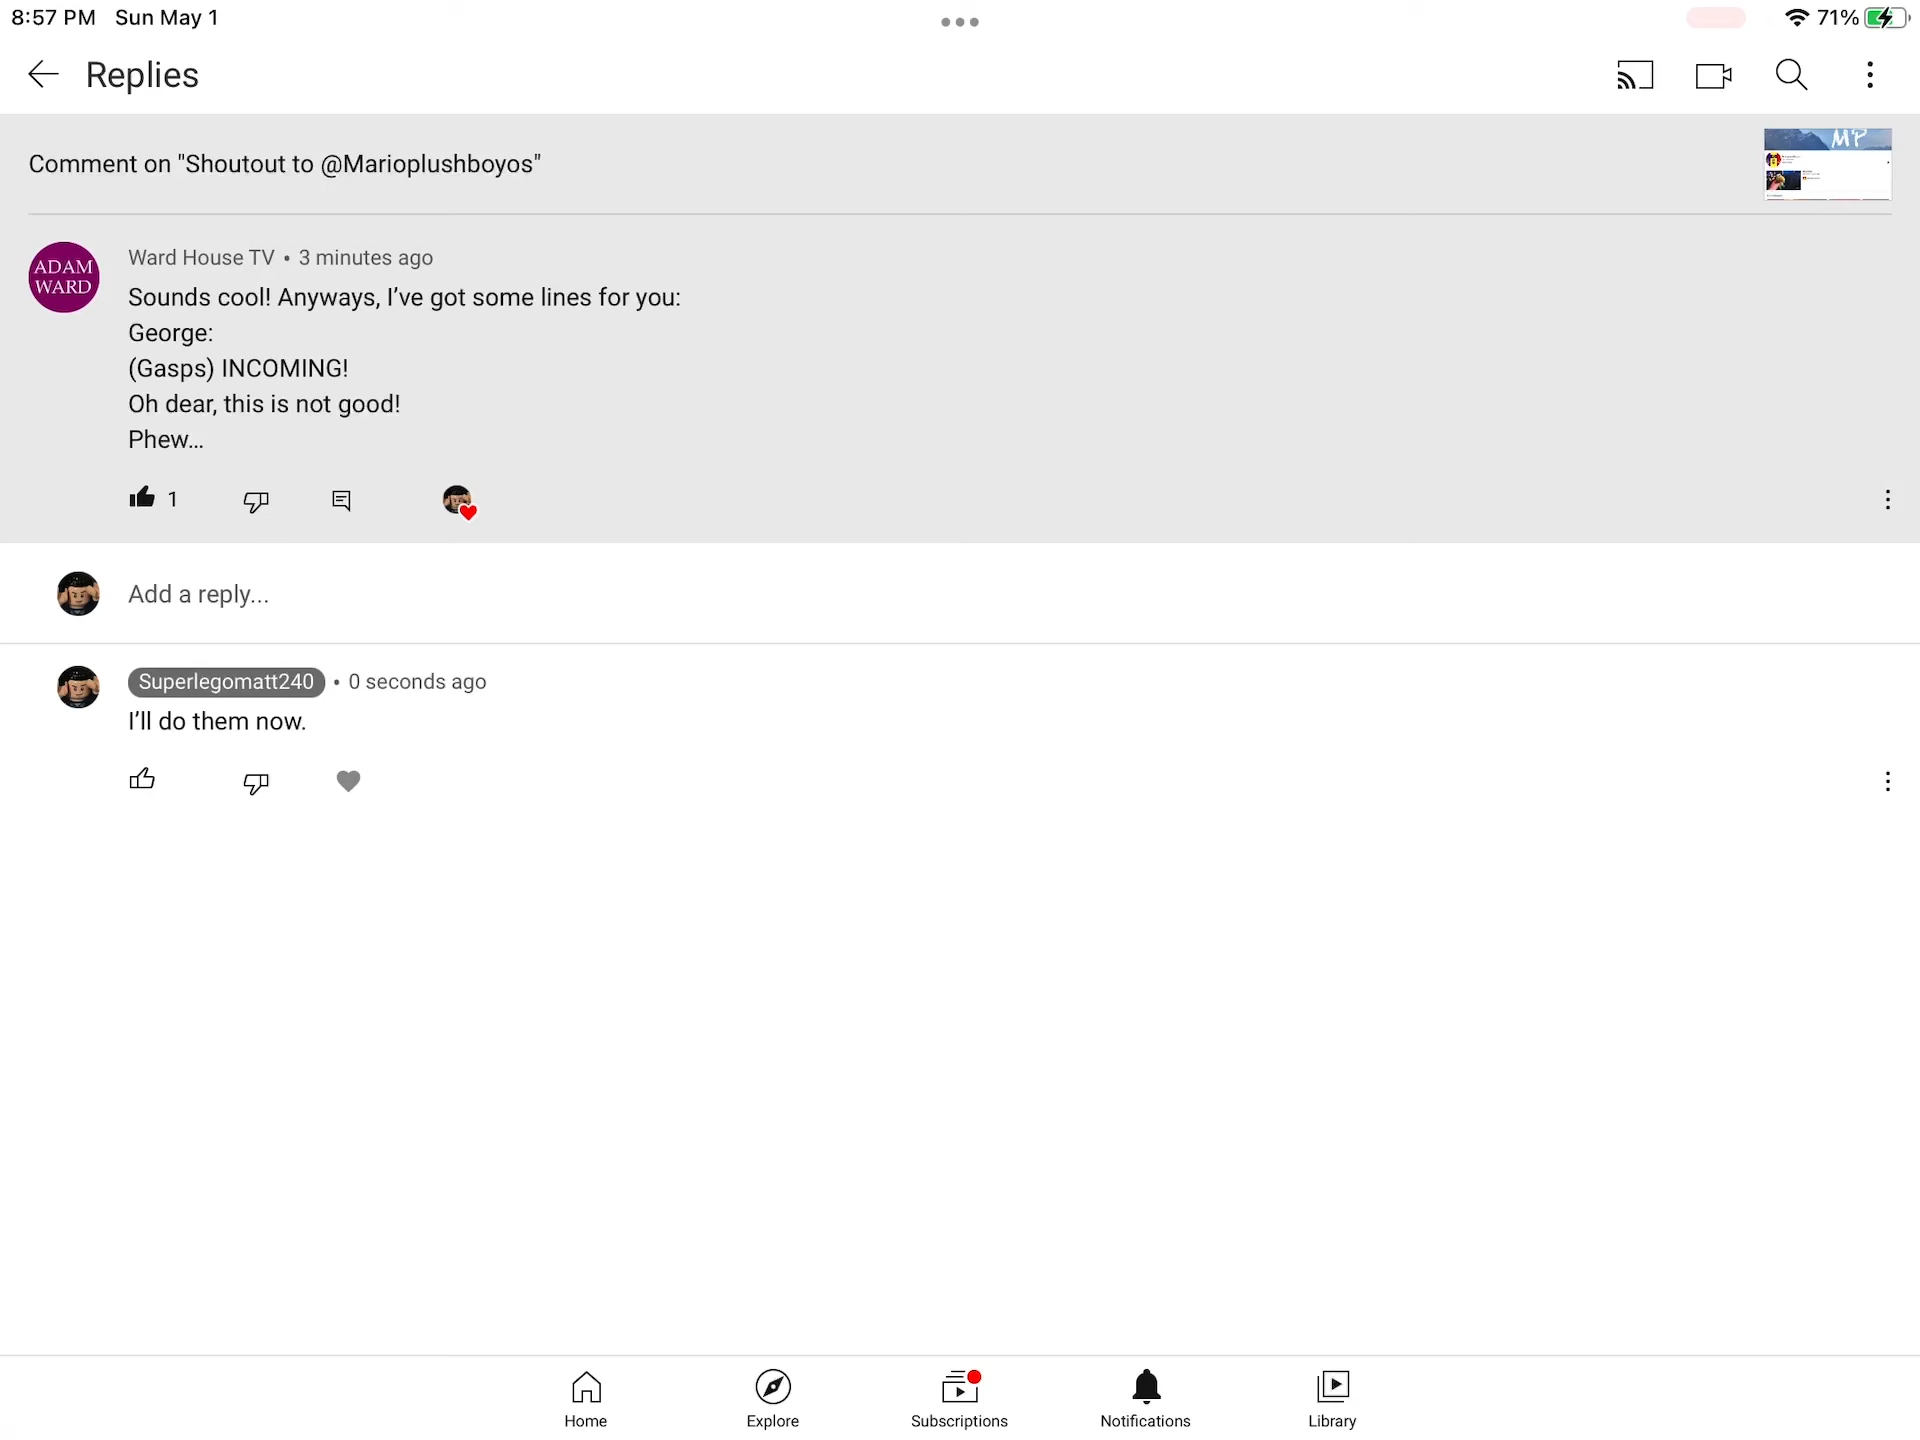 8:57 PM Sun May 1
71%
Replies
Comment on "Shoutout to @Marioplushboyos"
MP
ADAM
WARD
Ward House TV • 3 minutes ago
Sounds cool! Anyways, I’ve got some lines for you:
George:
(Gasps) INCOMING!
Oh dear, this is not good!
Phew...
1
Add a reply...
Superlegomatt240 • 0 seconds ago
I’ll do them now.
Home
Explore
Subscriptions
Notifications
Library